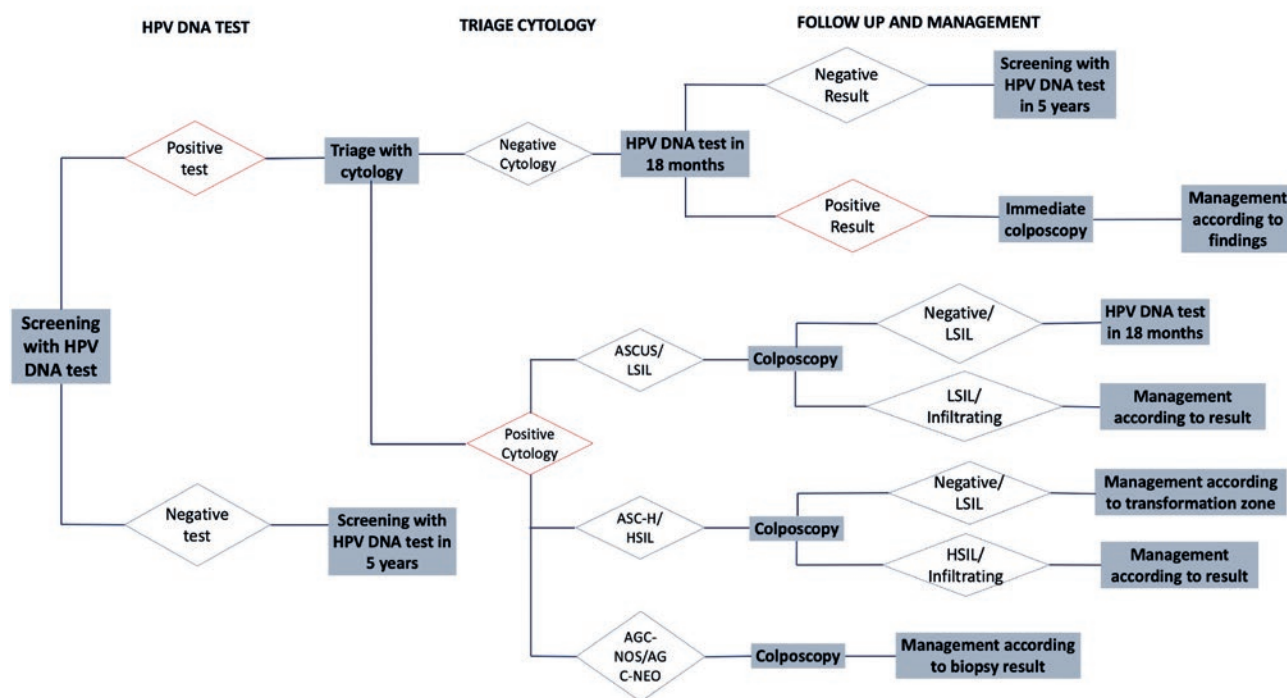 HPV DNA TEST
TRIAGE CYTOLOGY
FOLLOW UP AND MANAGEMENT
Screening
with HPV
DNA test
Positive
test
Triage with
cytology
Negative
Cytology
HPV DNA test in
18 months
Negative
Result
Screening with
HPV DNA test
in 5 years
Positive
Result
Immediate
colposcopy
Management
according to
findings
Positive
Cytology
ASCUS/
LSIL
Colposcopy
Negative/
LSIL
HPV DNA test
in 18 months
LSIL/
Infiltrating
Management
according to result
ASC-H/
HSIL
Colposcopy
Negative/
LSIL
Management according
to transformation zone
HSIL/
Infiltrating
Management
according to result
AGC-
NOS/AG
C-NEO
Colposcopy
Management according
to biopsy result
Negative
test
Screening with
HPV DNA test in
5 years